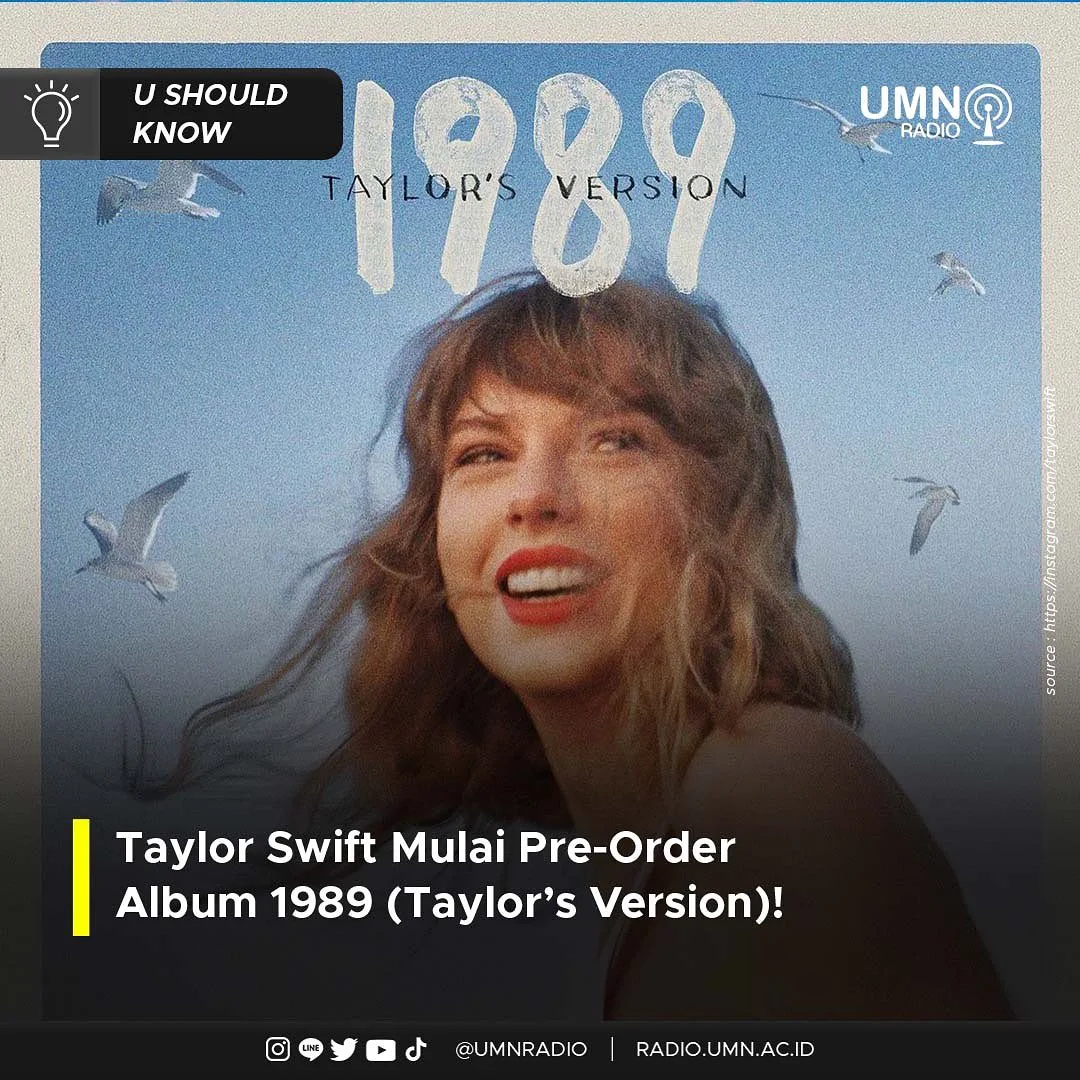 U SHOULD
KNOW
1989
TAYLOR'S VERSION
UMN
RADIO
source : https://instagram.com/taylorswift
Taylor Swift Mulai Pre-Order
Album 1989 (Taylor’s Version)!
LINE
@UMNRADIO | RADIO.UMN.AC.ID